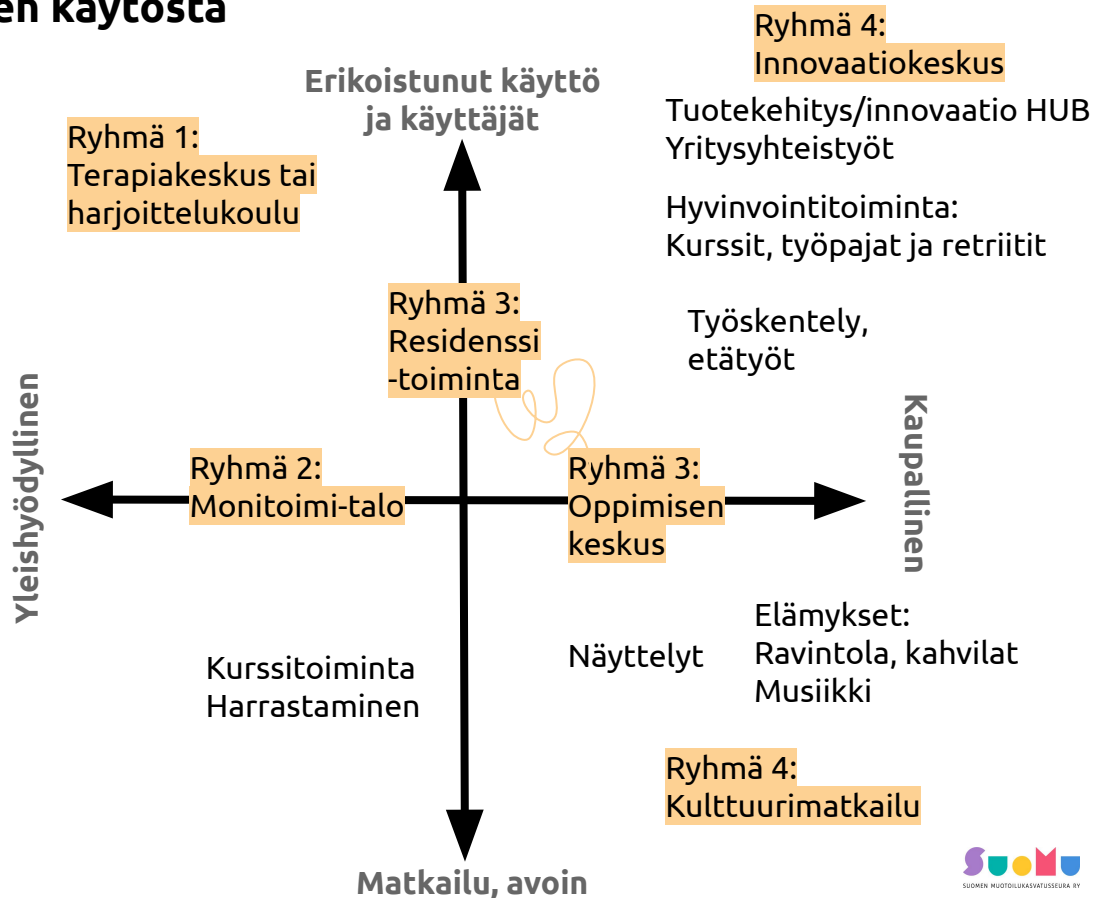 en käytöstä
Ryhmä 4:
Innovaatiokeskus
Erikoistunut käyttö
ja käyttäjät
Tuotekehitys/innovaatio HUB
Yritysyhteistyöt
Ryhmä 1:
Terapiakeskus tai
harjoittelukoulu
Hyvinvointitoiminta:
Kurssit, työpajat ja retriitit
Ryhmä 3:
Residenssi
-toiminta
Työskentely,
etätyöt
Yleishyödyllinen
Kaupallinen
Ryhmä 2:
Monitoimi-talo
Ryhmä 3:
Oppimisen
keskus
Kurssitoiminta
Harrastaminen
Näyttelyt
Elämykset:
Ravintola, kahvilat
Musiikki
Ryhmä 4:
Kulttuurimatkailu
Matkailu, avoin
SUOMU
SUOMEN MUOTOILUKASVATUSSEURA RY